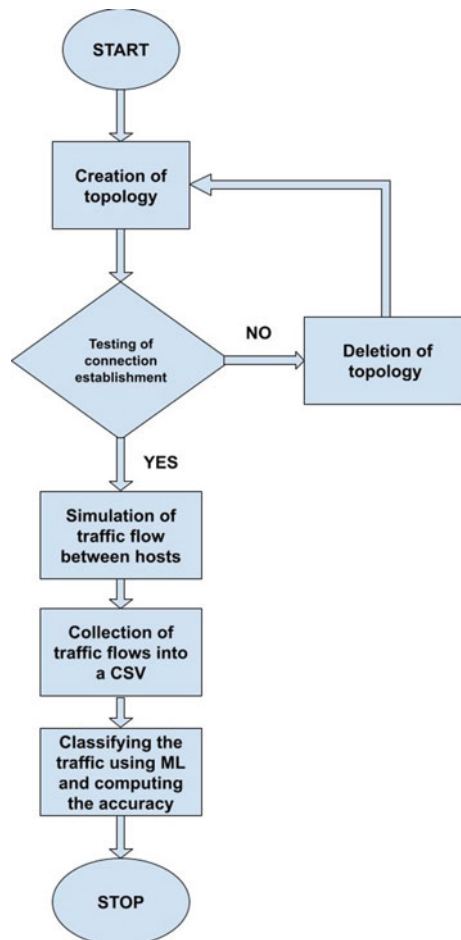 START
Creation of
topology
Testing of
connection
establishment
NO
Deletion of
topology
YES
Simulation of
traffic flow
between hosts
Collection of
traffic flows into
a CSV
Classifying the
traffic using ML
and computing
the accuracy
STOP